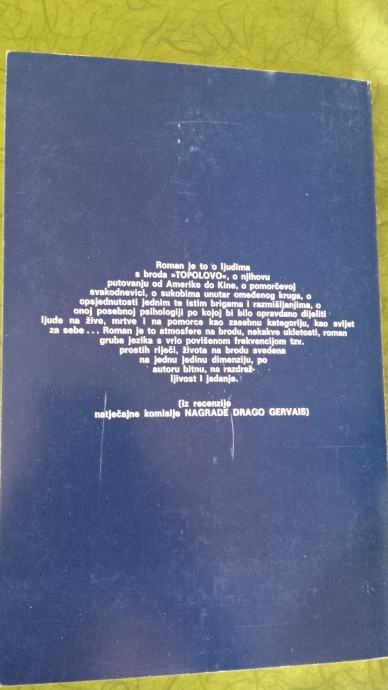 Roman je to o ljudima
s broda »TOPOLOVO«, o njihovu
putovanju od Amerike do Kine, o pomorčevoj
svakodnevici, o sukobima unutar omeđenog kruga, o
opsjednutosti jednim te istim brigama i razmišljanjima, o
onoj posebnoj psihologiji po kojoj bi bilo opravdano dijeliti
ljude na žive, mrtve i na pomorca kao zasebnu kategoriju, kao svijet
za sebe... Roman je to atmosfere na brodu, nekakve ukletosti, roman
gruba jezika s vrlo povišenom frekvencijom tzv.
prostih riječi, života na brodu svedena
na jednu jedinu dimenziju, po
autoru bitnu, na razdraž-
ljivost i jadanje.
(iz recenzije
natječajne komisije NAGRADE DRAGO GERVAIS)